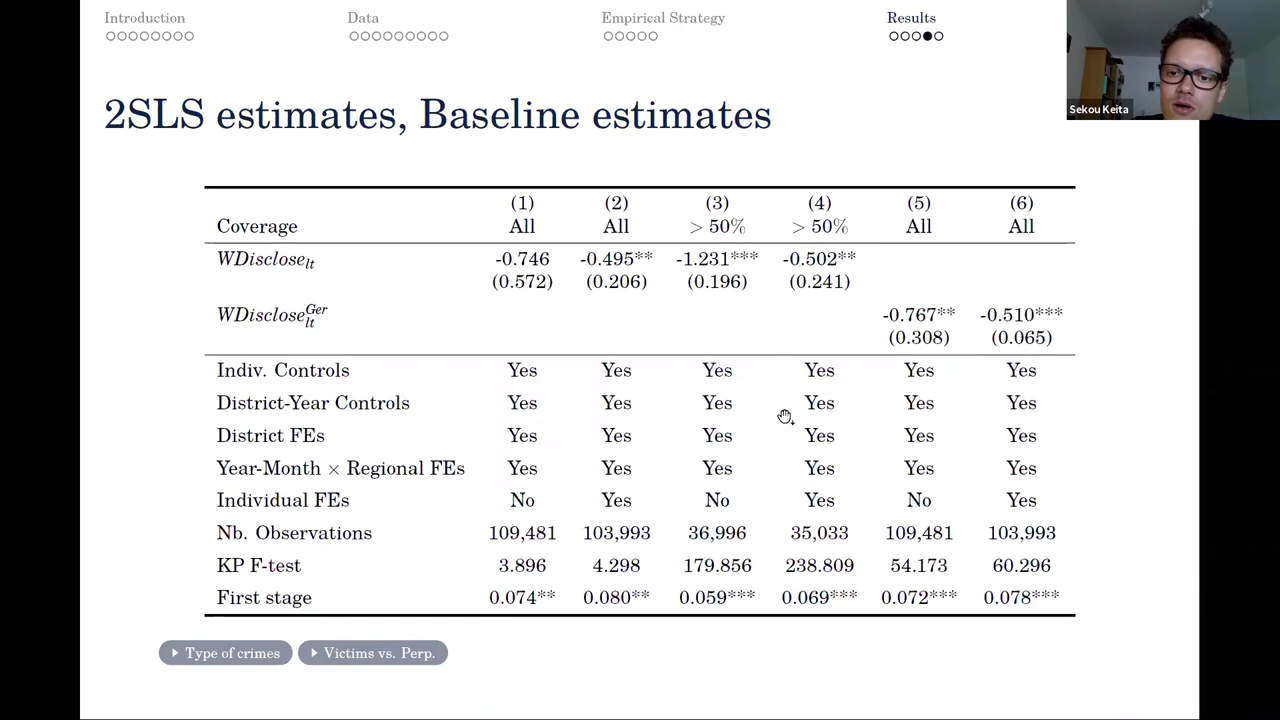 Introduction Data Empirical Strategy Results
Sekou Keita
2SLS estimates, Baseline estimates
(1) (2) (3) (4) (5) (6)
Coverage All All > 50% > 50% All All
WDisclose_lt -0.746 -0.495** -1.231*** -0.502**
(0.572) (0.206) (0.196) (0.241)
WDisclose^Ger_lt -0.767** -0.510***
(0.308) (0.065)
Indiv. Controls Yes Yes Yes Yes Yes Yes
District-Year Controls Yes Yes Yes Yes Yes Yes
District FEs Yes Yes Yes Yes Yes Yes
Year-Month × Regional FEs Yes Yes Yes Yes Yes Yes
Individual FEs No Yes No Yes No Yes
Nb. Observations 109,481 103,993 36,996 35,033 109,481 103,993
KP F-test 3.896 4.298 179.856 238.809 54.173 60.296
First stage 0.074** 0.080** 0.059*** 0.069*** 0.072*** 0.078***
Type of crimes Victims vs. Perp.